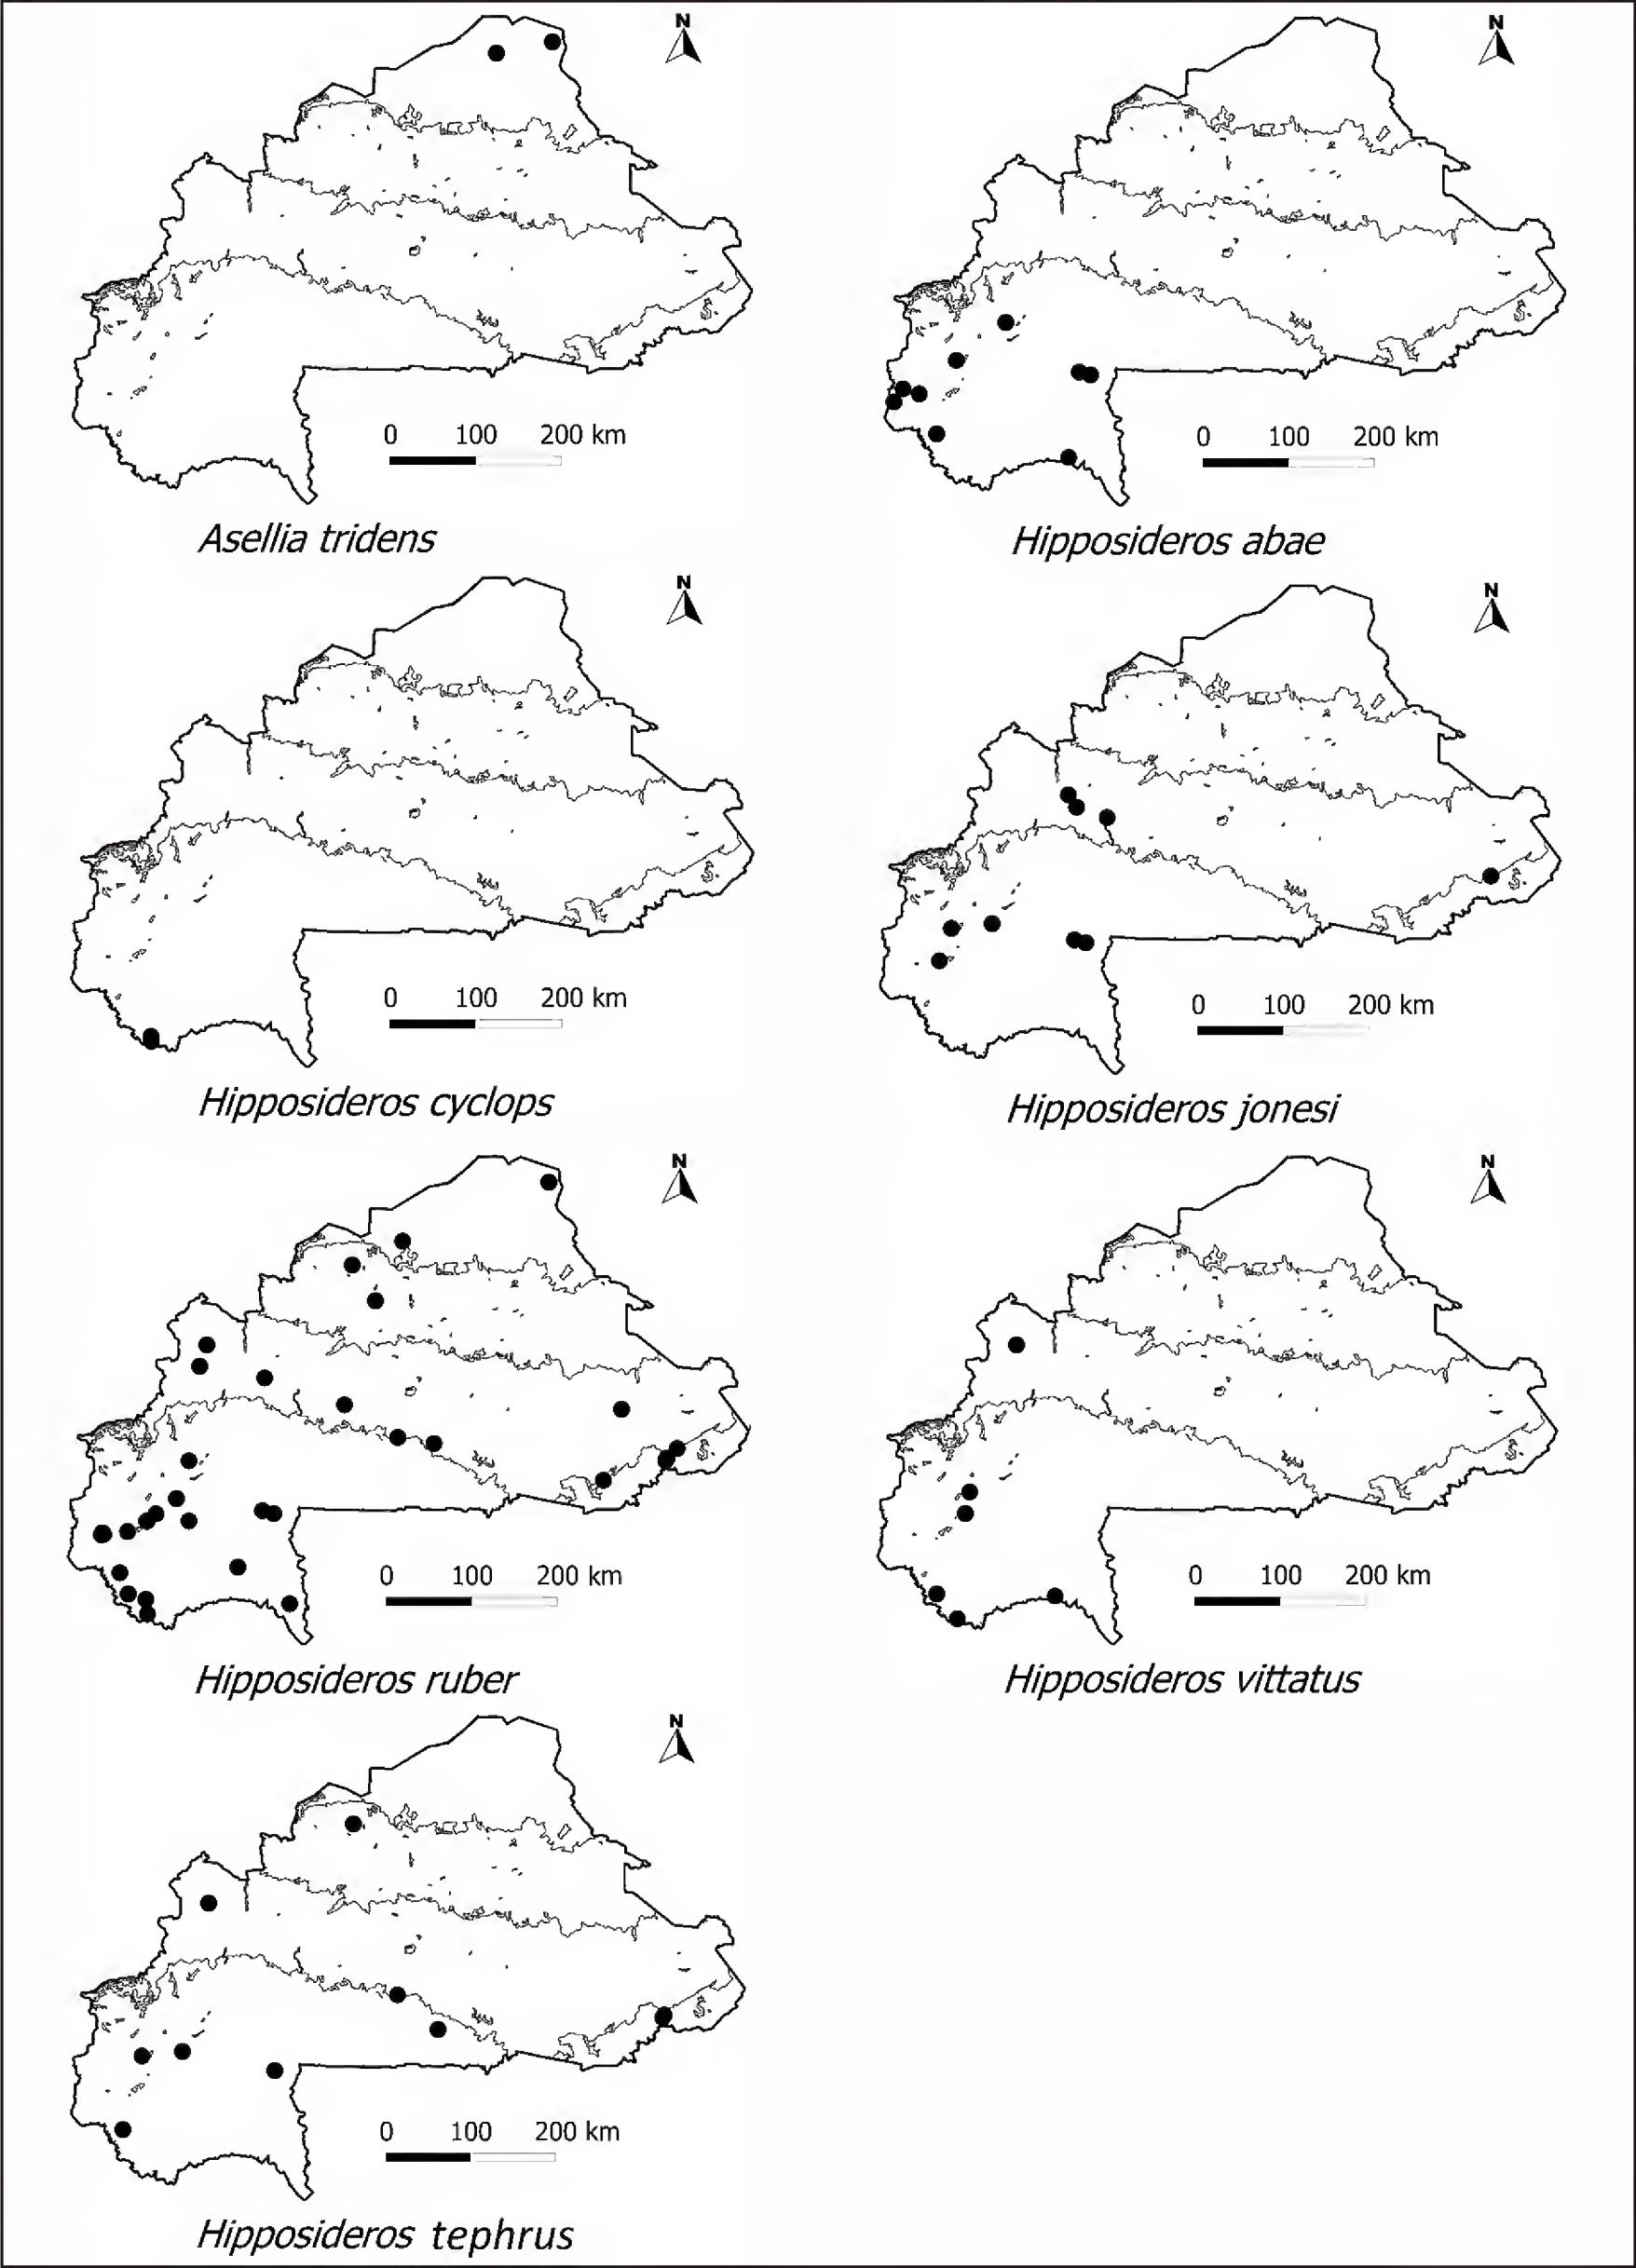 N
N
0 100 200 km
0 100 200 km
Asellia tridens
Hipposideros abae
N
N
0 100 200 km
0 100 200 km
Hipposideros cyclops
Hipposideros jonesi
N
N
0 100 200 km
0 100 200 km
Hipposideros ruber
Hipposideros vittatus
N
0 100 200 km
Hipposideros tephrus